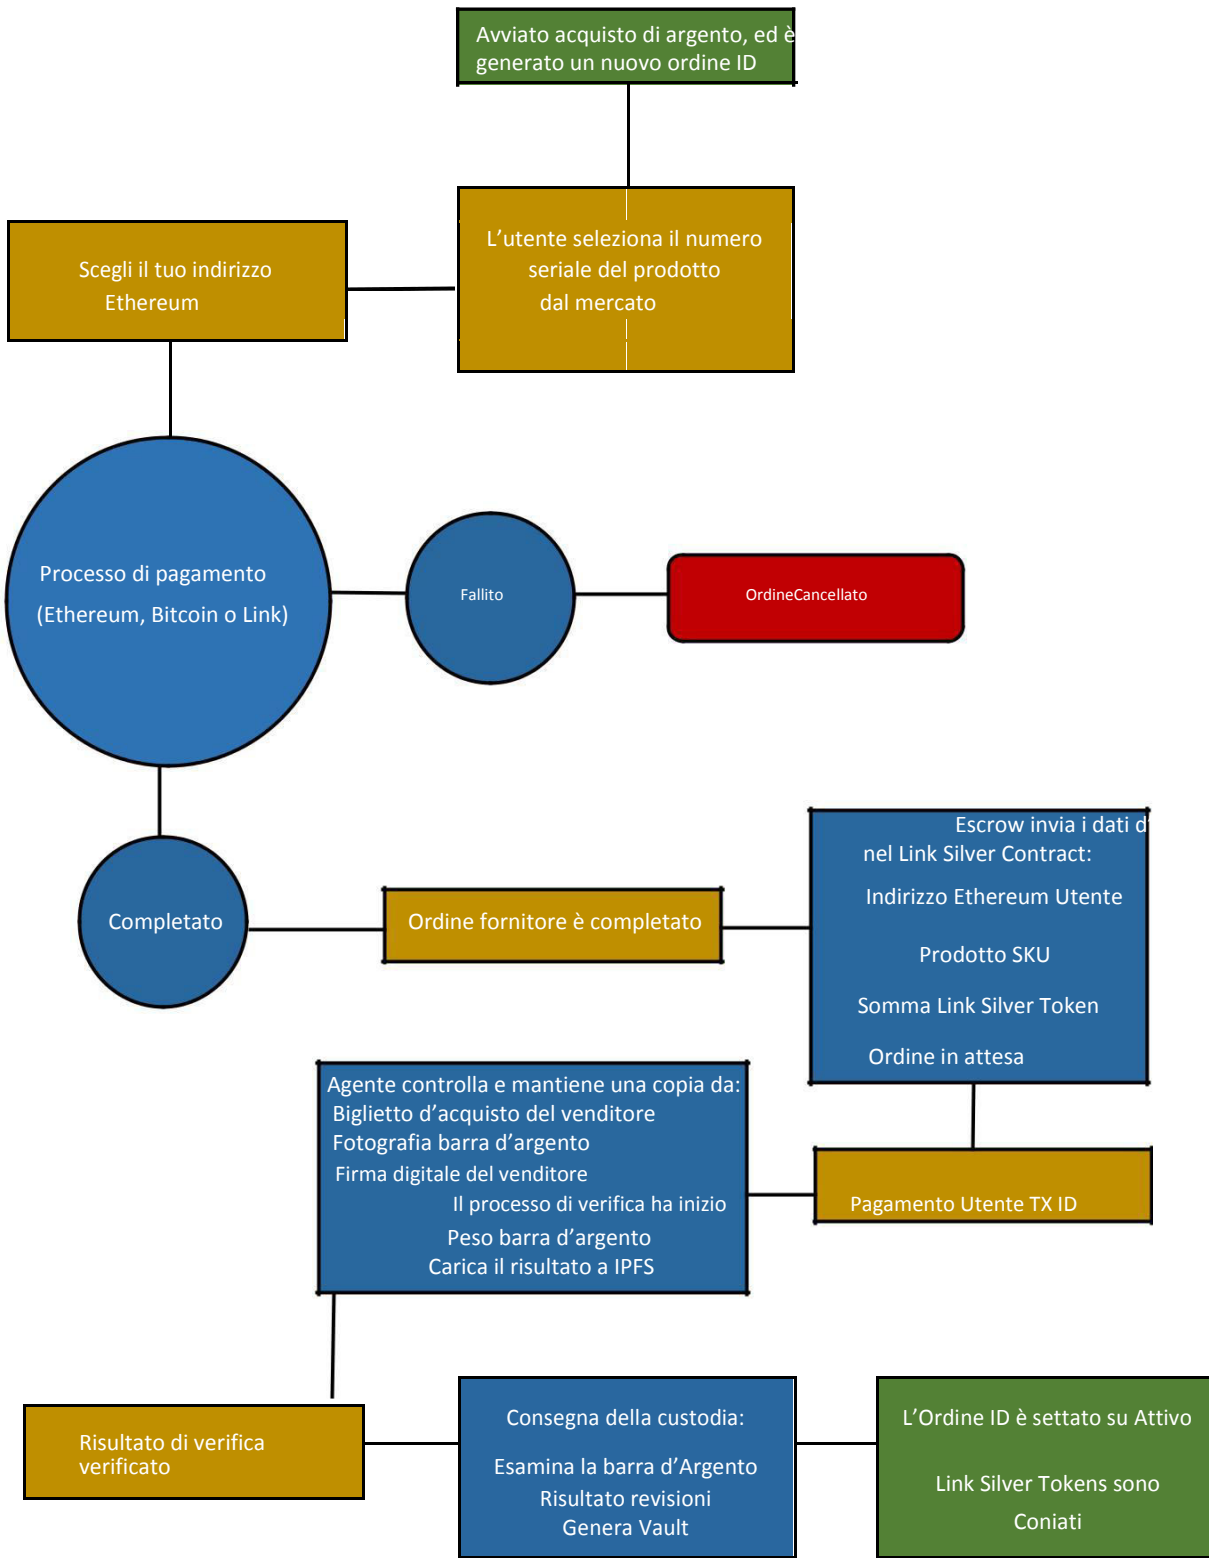 Avviato acquisto di argento, ed è
generato un nuovo ordine ID
L'utente seleziona il numero
seriale del prodotto
dal mercato
Scegli il tuo indirizzo
Ethereum
Processo di pagamento
(Ethereum, Bitcoin o Link)
Fallito
OrdineCancellato
Completato
Ordine fornitore è completato
Escrow invia i dati d'
nel Link Silver Contract:
Indirizzo Ethereum Utente
Prodotto SKU
Somma Link Silver Token
Ordine in attesa
Pagamento Utente TX ID
Agente controlla e mantiene una copia da:
Biglietto d'acquisto del venditore
Fotografia barra d'argento
Firma digitale del venditore
Il processo di verifica ha inizio
Peso barra d'argento
Carica il risultato a IPFS
Risultato di verifica
verificato
Consegna della custodia:
Esamina la barra d'Argento
Risultato revisioni
Genera Vault
L'Ordine ID è settato su Attivo
Link Silver Tokens sono
Coniati